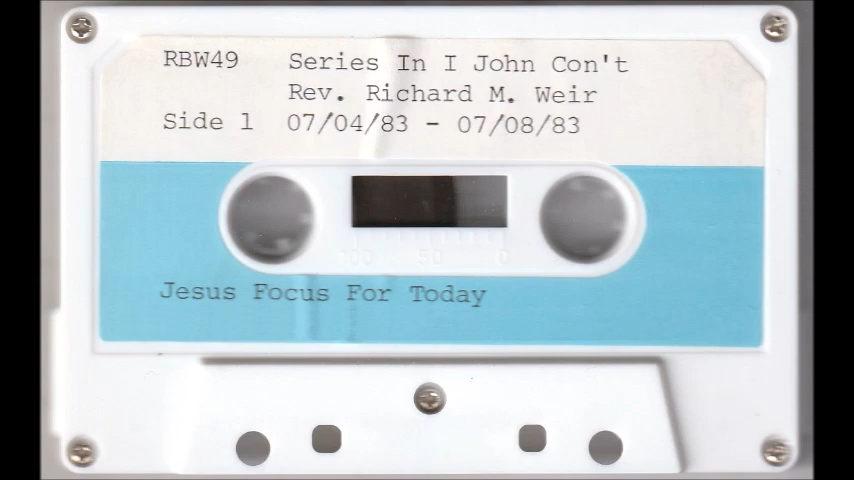 RBW49 Series In I John Con't
Rev. Richard M. Weir
Side 1 07/04/83 - 07/08/83
100 50 0
Jesus Focus For Today